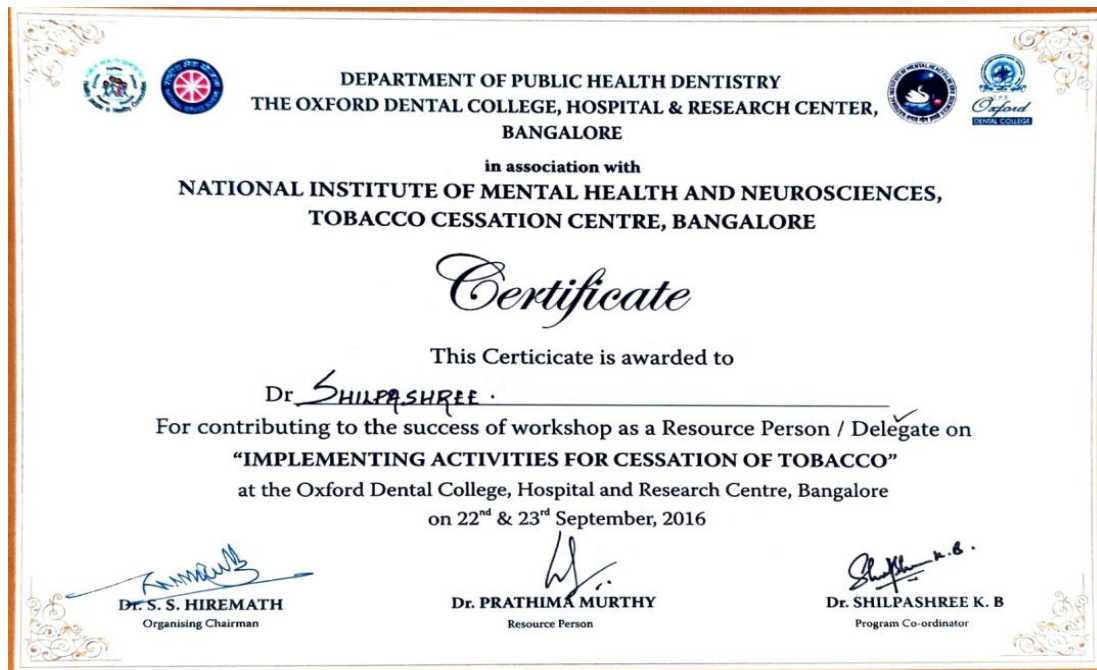 DEPARTMENT OF PUBLIC HEALTH DENTISTRY
THE OXFORD DENTAL COLLEGE, HOSPITAL & RESEARCH CENTER,
BANGALORE
Oxford
DENTAL COLLEGE
in association with
NATIONAL INSTITUTE OF MENTAL HEALTH AND NEUROSCIENCES,
TOBACCO CESSATION CENTRE, BANGALORE
Certificate
This Certicicate is awarded to
Dr SHILPASHREE.
For contributing to the success of workshop as a Resource Person / Delegate on
“IMPLEMENTING ACTIVITIES FOR CESSATION OF TOBACCO”
at the Oxford Dental College, Hospital and Research Centre, Bangalore
on 22nd & 23rd September, 2016
K.B.
Dr. S. S. HIREMATH
Organising Chairman
Dr. PRATHIMA MURTHY
Resource Person
Dr. SHILPASHREE K. B
Program Co-ordinator